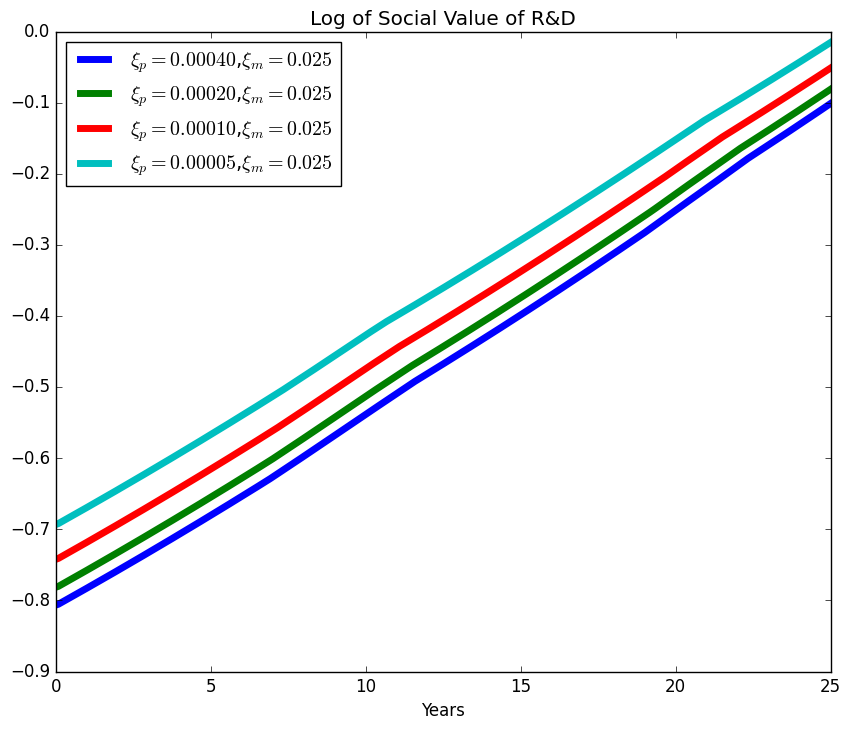 Log of Social Value of R&D
0.0
−0.1
−0.2
−0.3
−0.4
−0.5
−0.6
−0.7
−0.8
−0.9
ξp = 0.00040,ξm = 0.025
ξp = 0.00020,ξm = 0.025
ξp = 0.00010,ξm = 0.025
ξp = 0.00005,ξm = 0.025
0 5 10 15 20 25
Years